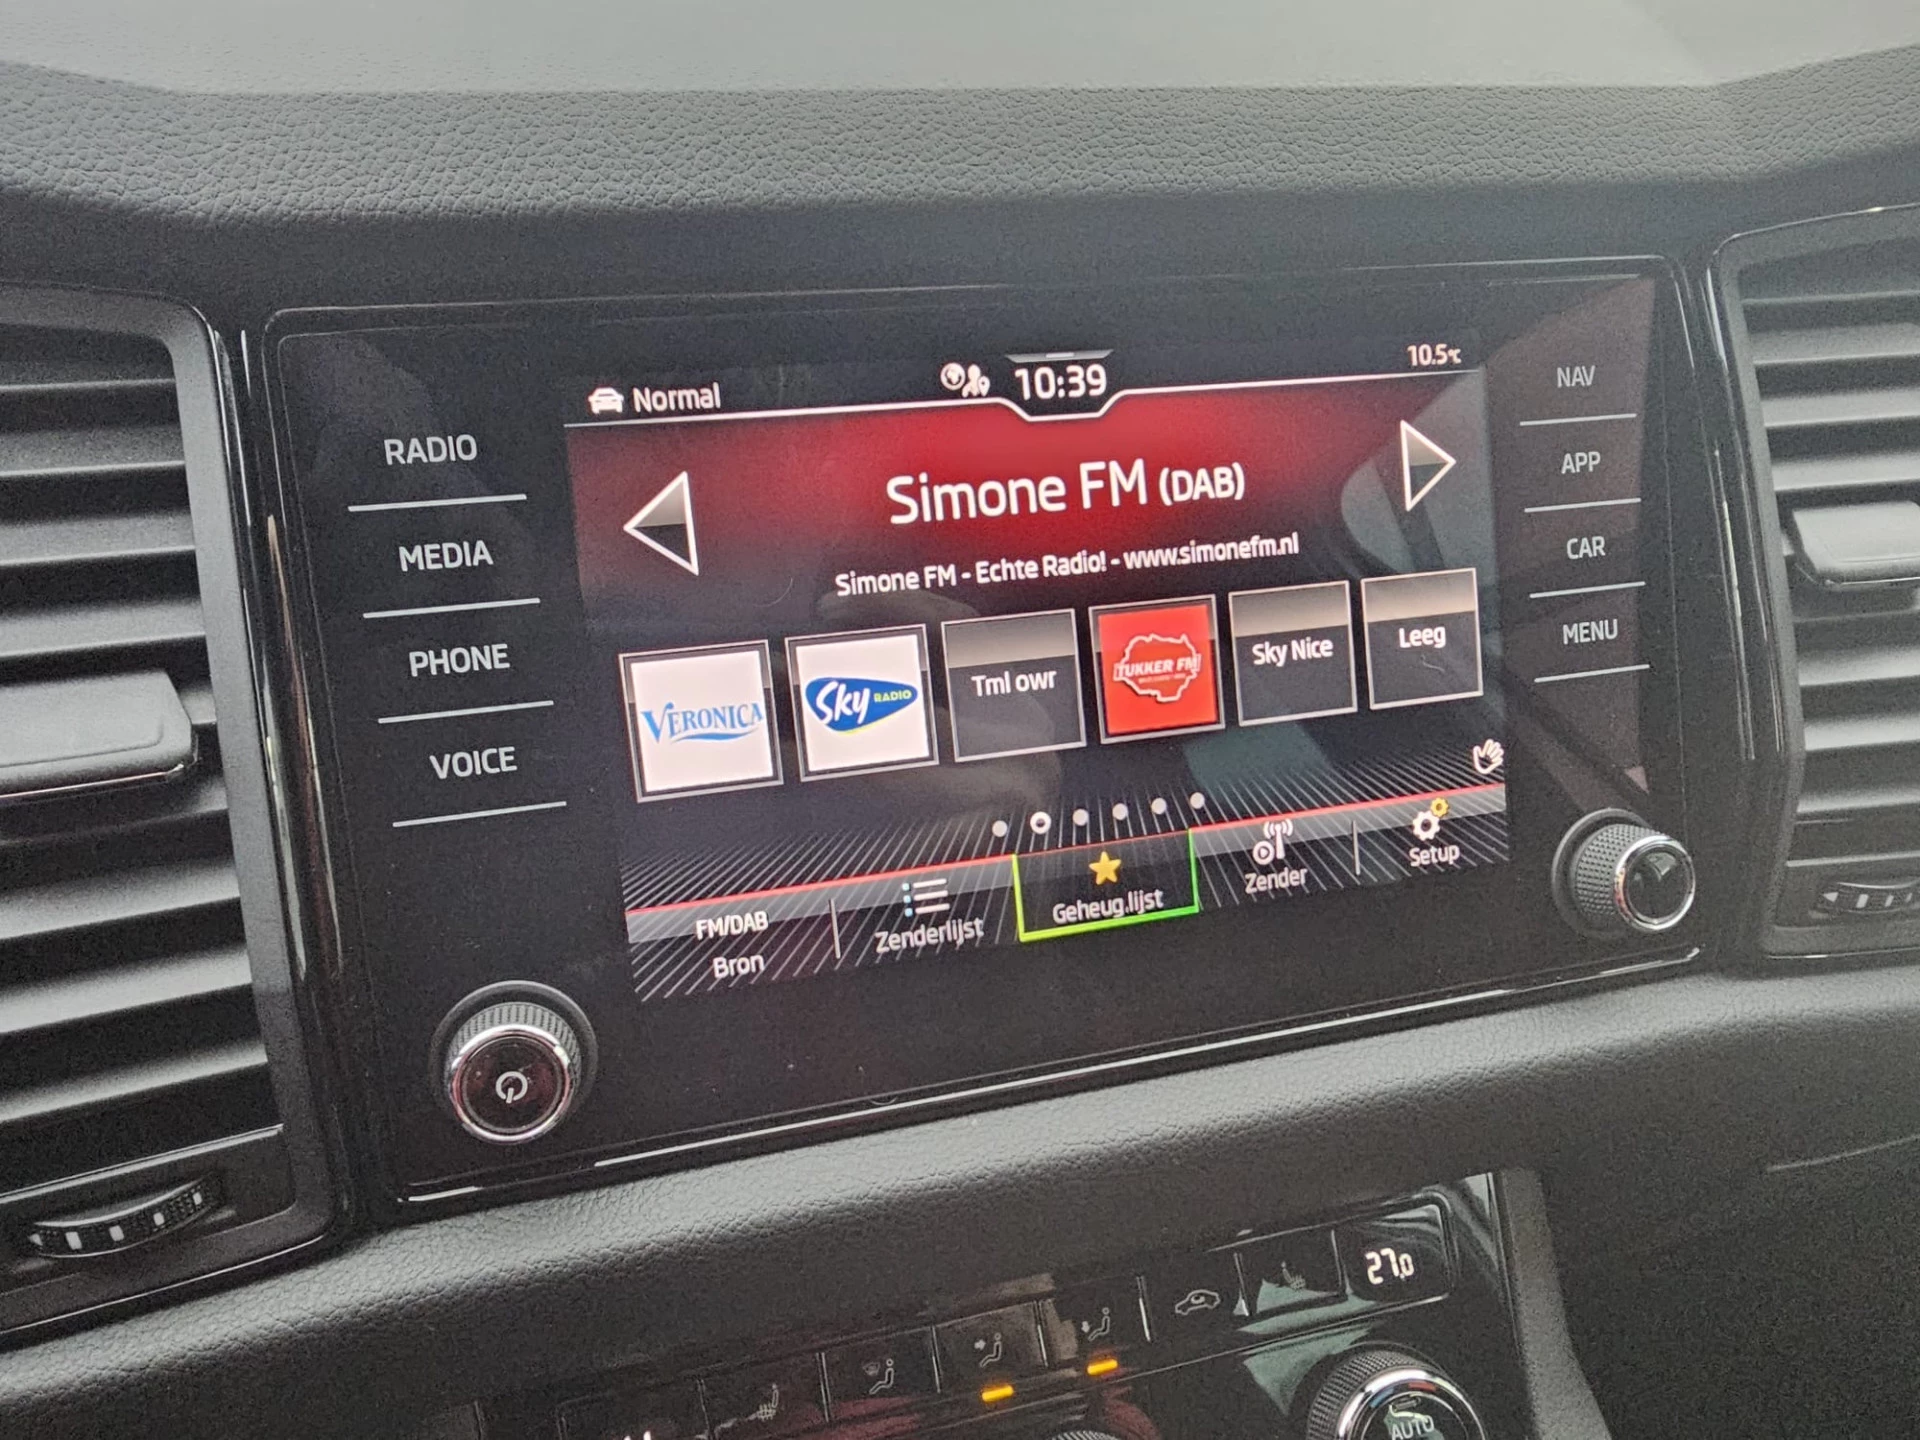 Normal
10:39
10.5°C
RADIO
MEDIA
PHONE
VOICE
NAV
APP
CAR
MENU
Simone FM (DAB)
Simone FM - Echte Radio! - www.simonefm.nl
VERONICA
Sky RADIO
Tml owr
TUKKER FM
Sky Nice
Leeg
FM/DAB
Bron
Zenderlijst
Geheug.lijst
Zender
Setup
27.0
AUTO